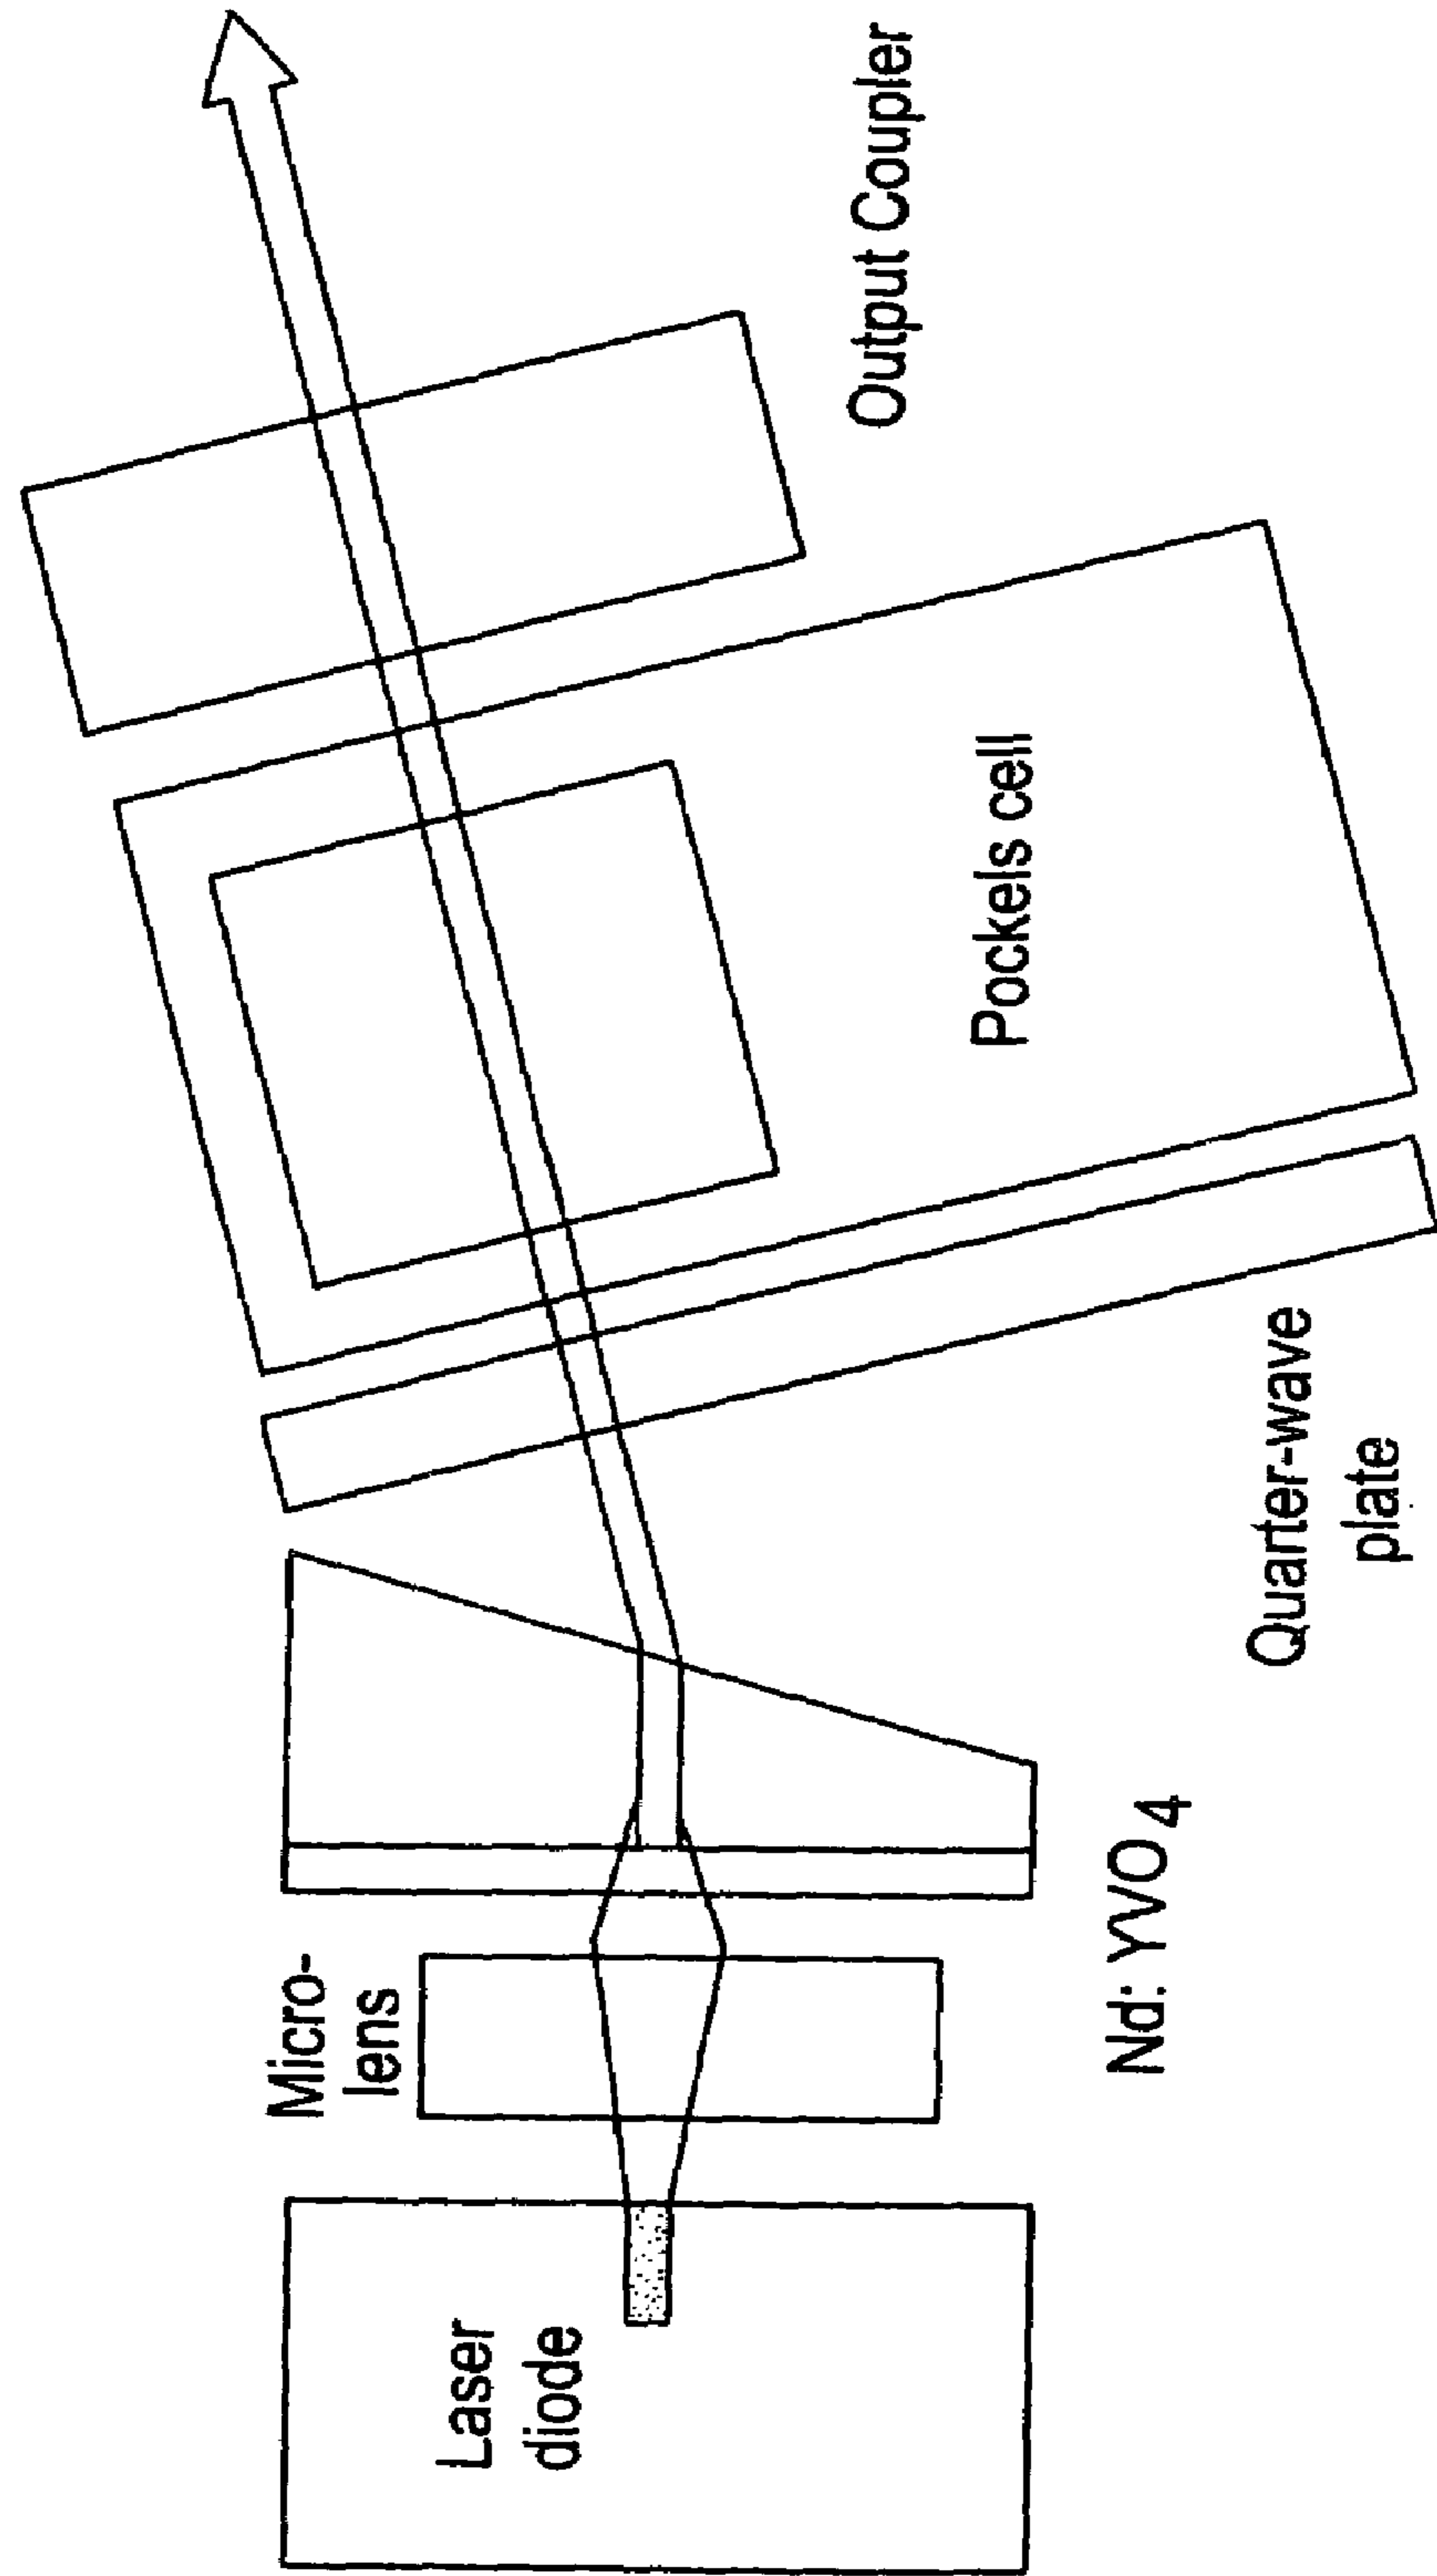 Laser
diode
Micro-
lens
Nd: YVO4
Quarter-wave
plate
Pockels cell
Output Coupler